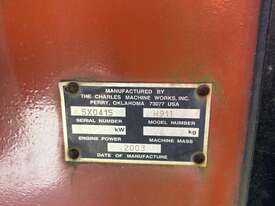 MANUFACTURED BY
THE CHARLES MACHINE WORKS, INC.
PERRY, OKLAHOMA 73077 USA
5X0415 H911
SERIAL NUMBER MODEL NUMBER
kW kg
ENGINE POWER MACHINE MASS
2003
DATE OF MANUFACTURE